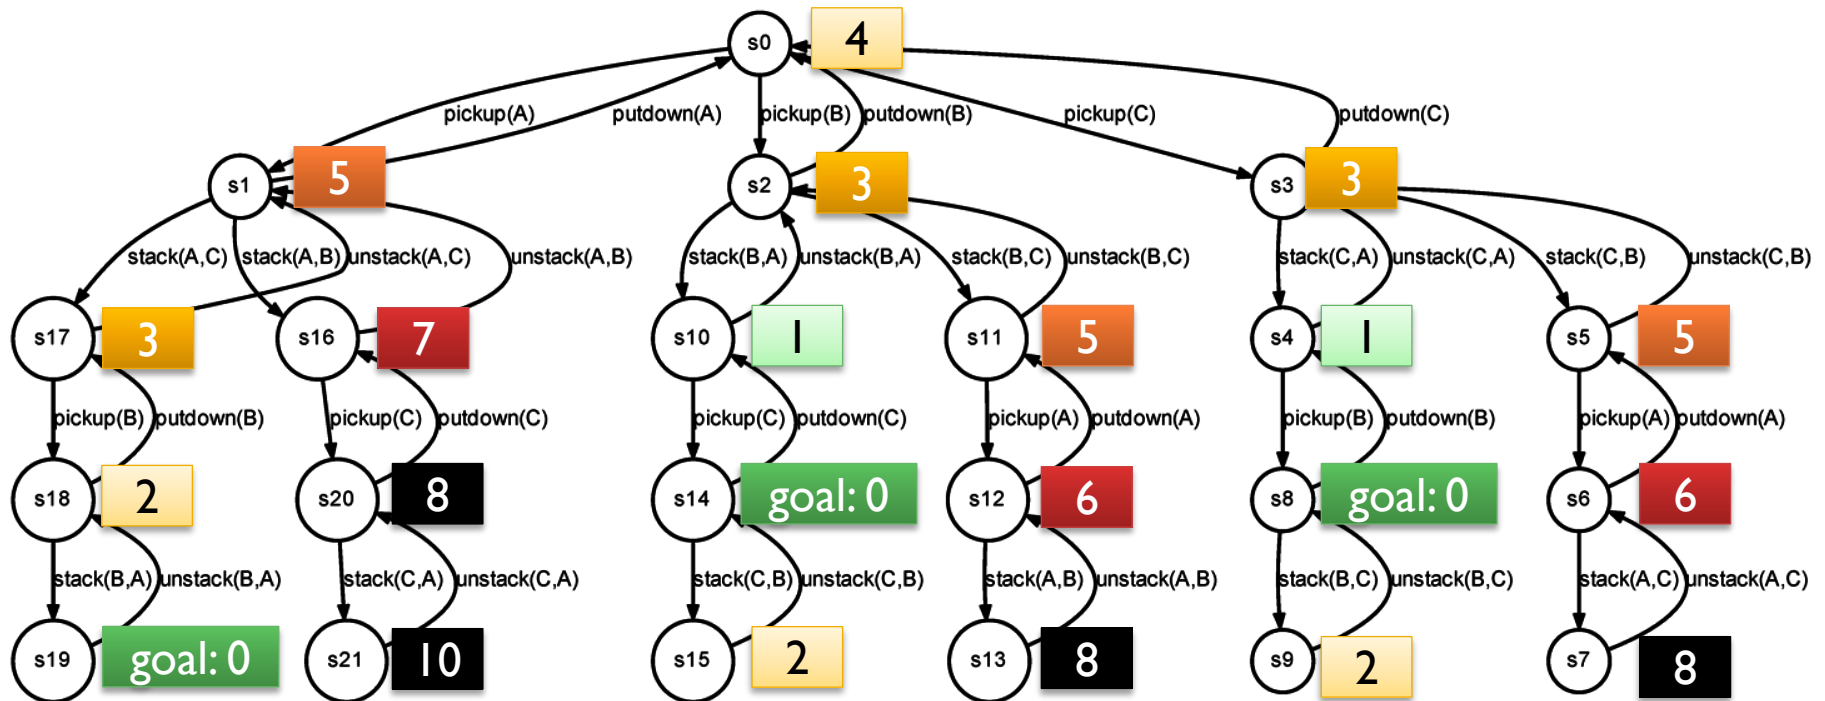 s0 4
pickup(A) putdown(A) pickup(B) putdown(B) pickup(C) putdown(C)
s1 5 s2 3 s3 3
stack(A,C) stack(A,B) unstack(A,C) unstack(A,B) stack(B,A) unstack(B,A) stack(B,C) unstack(B,C) stack(C,A) unstack(C,A) stack(C,B) unstack(C,B)
s17 3 s16 7 s10 1 s11 5 s4 1 s5 5
pickup(B) putdown(B) pickup(C) putdown(C) pickup(C) putdown(C) pickup(A) putdown(A) pickup(B) putdown(B) pickup(A) putdown(A)
s18 2 s20 8 s14 goal: 0 s12 6 s8 goal: 0 s6 6
stack(B,A) unstack(B,A) stack(C,A) unstack(C,A) stack(C,B) unstack(C,B) stack(A,B) unstack(A,B) stack(B,C) unstack(B,C) stack(A,C) unstack(A,C)
s19 goal: 0 s21 10 s15 2 s13 8 s9 2 s7 8